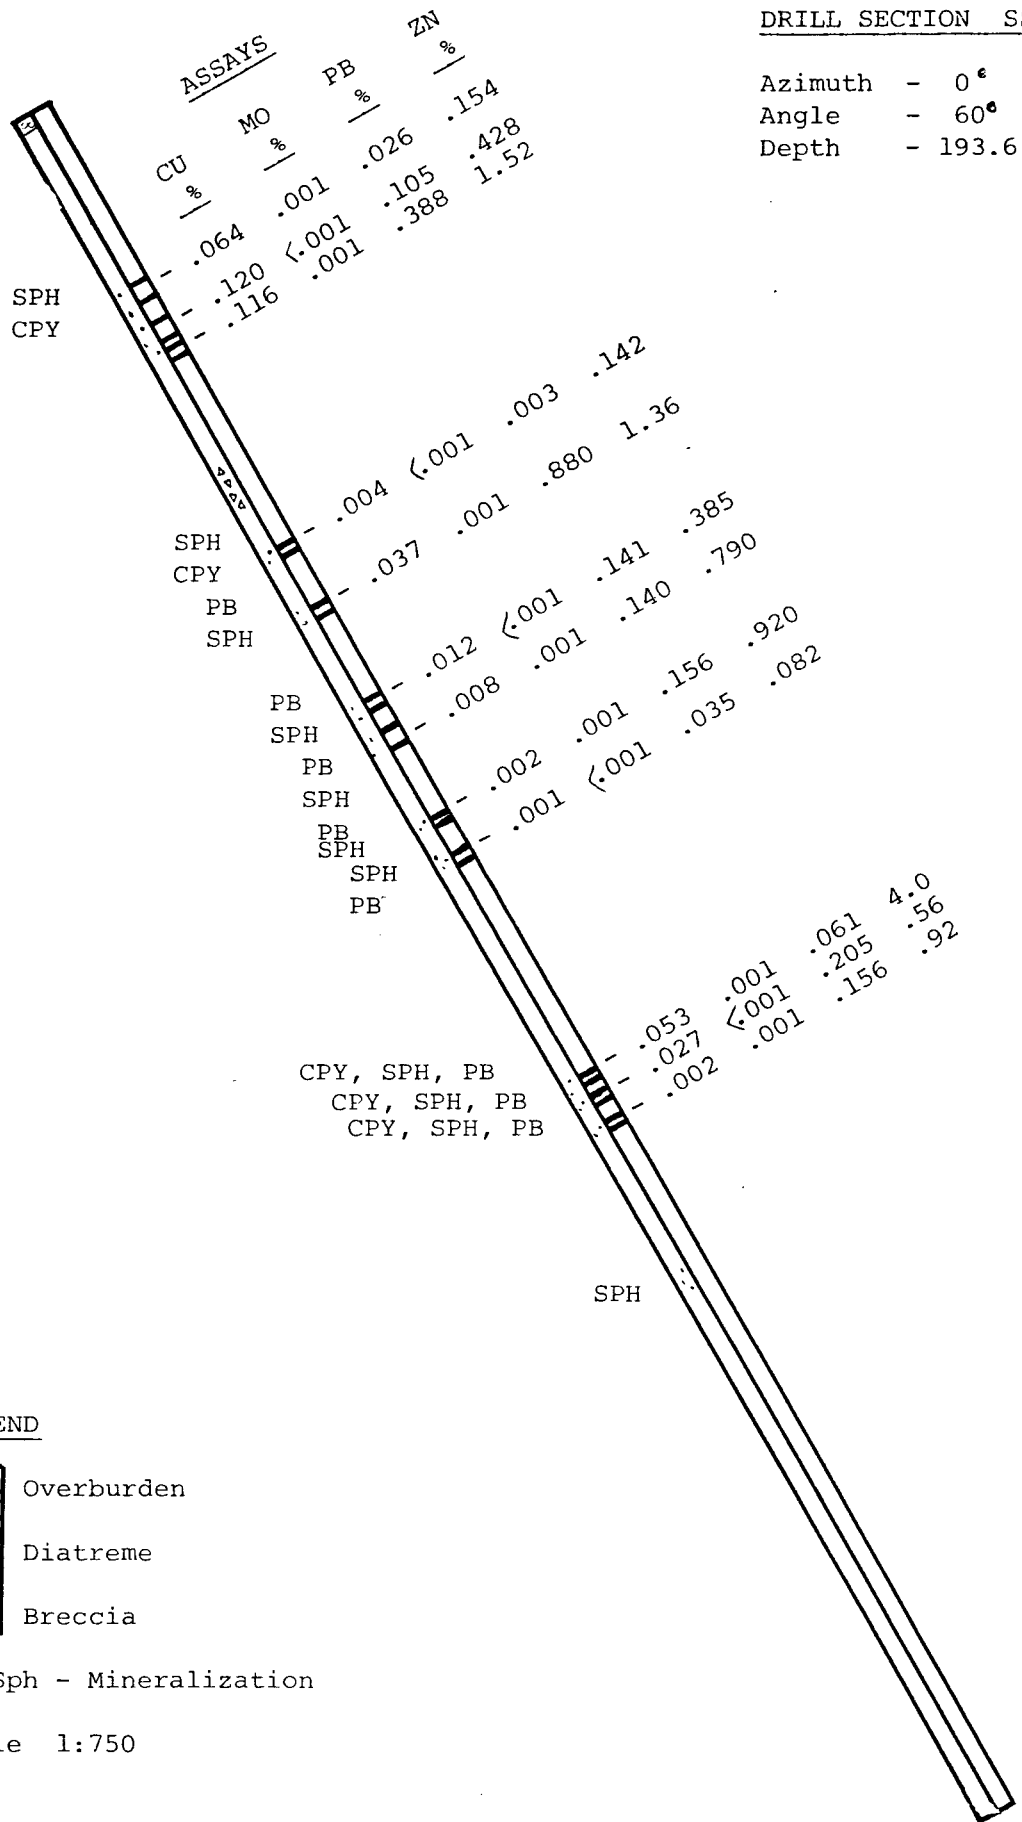 DRILL SECTION
Azimuth - 0°
Angle - 60°
Depth - 193.6
ASSAYS
CU MO PB ZN
% % % %
- .064 .001 .026 .154
- .120 <.001 .105 .428
- .116 .001 .388 1.52
SPH
CPY
- .004 <.001 .003 .142
SPH
CPY
- .037 .001 .880 1.36
PB
SPH
- .012 <.001 .141 .385
- .008 .001 .140 .790
PB
SPH
PB
SPH
- .002 .001 .156 .920
- .001 <.001 .035 .082
PB
SPH
SPH
PB
- .053 .001 .061 4.0
- .027 <.001 .205 .56
- .002 .001 .156 .92
CPY, SPH, PB
CPY, SPH, PB
CPY, SPH, PB
SPH
Overburden
Diatreme
Breccia
Sph - Mineralization
1:750